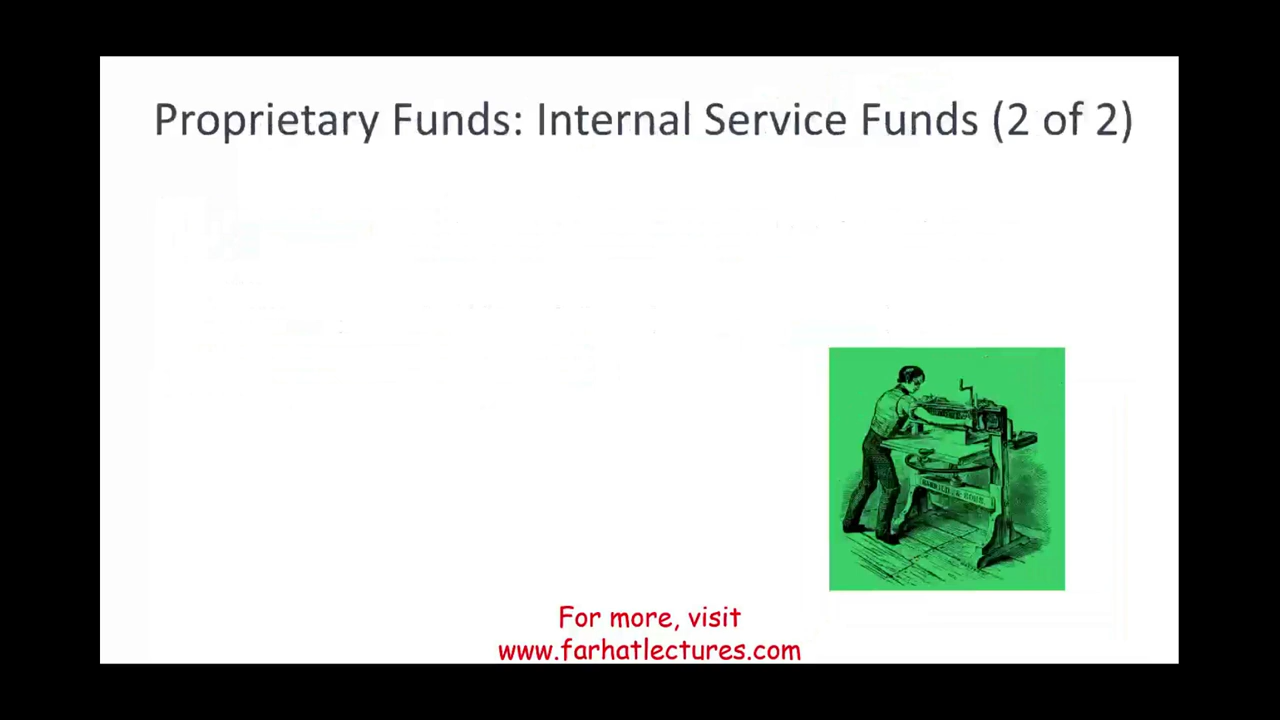 Proprietary Funds: Internal Service Funds (2 of 2)
For more, visit
www.farhatlectures.com